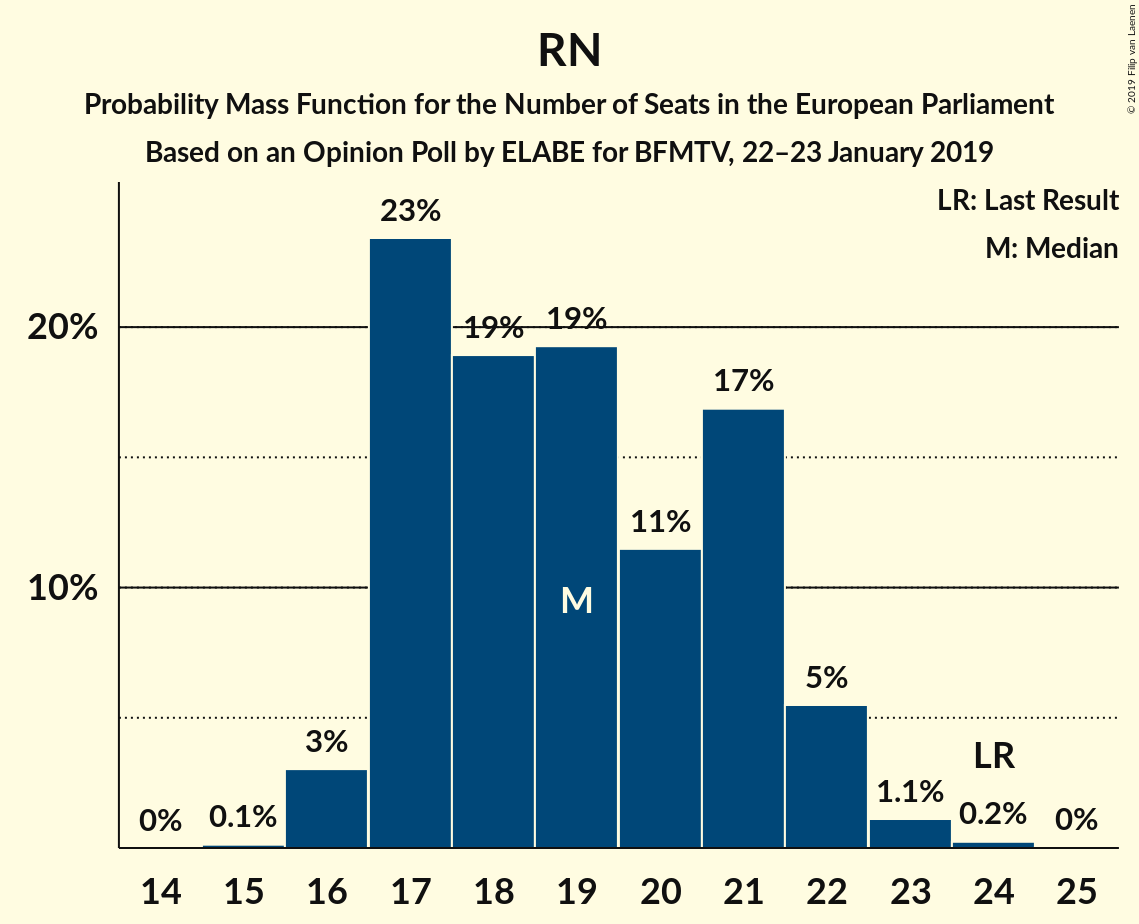 RN
Probability Mass Function for the Number of Seats in the European Parliament
Based on an Opinion Poll by ELABE for BFMTV, 22–23 January 2019
© 2019 Filip van Laenen
LR: Last Result
M: Median
20%
10%
0%
0.1%
3%
23%
19%
19%
11%
17%
5%
1.1%
0.2%
0%
M
LR
14 15 16 17 18 19 20 21 22 23 24 25